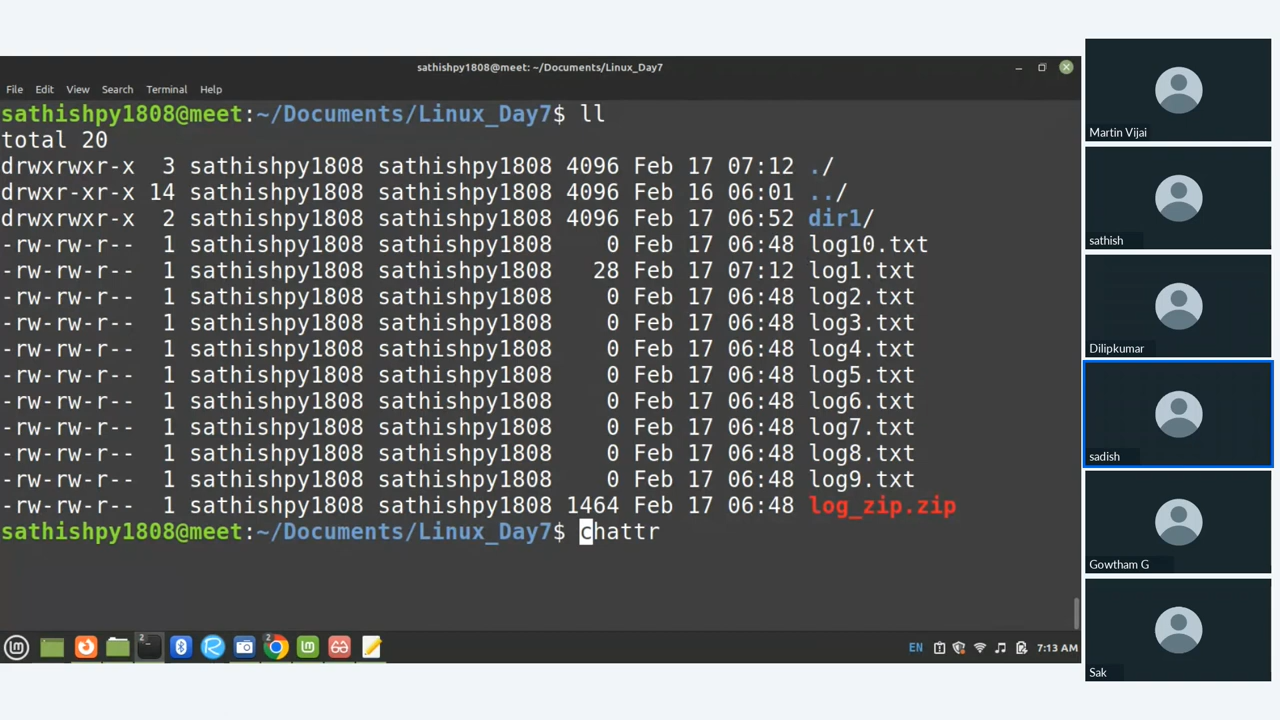 sathishpy1808@meet: ~/Documents/Linux_Day7
File Edit View Search Terminal Help
sathishpy1808@meet:~/Documents/Linux_Day7$ ll
total 20
drwxrwxr-x 3 sathishpy1808 sathishpy1808 4096 Feb 17 07:12 ./
drwxr-xr-x 14 sathishpy1808 sathishpy1808 4096 Feb 16 06:01 ../
drwxrwxr-x 2 sathishpy1808 sathishpy1808 4096 Feb 17 06:52 dir1/
-rw-rw-r-- 1 sathishpy1808 sathishpy1808 0 Feb 17 06:48 log10.txt
-rw-rw-r-- 1 sathishpy1808 sathishpy1808 28 Feb 17 07:12 log1.txt
-rw-rw-r-- 1 sathishpy1808 sathishpy1808 0 Feb 17 06:48 log2.txt
-rw-rw-r-- 1 sathishpy1808 sathishpy1808 0 Feb 17 06:48 log3.txt
-rw-rw-r-- 1 sathishpy1808 sathishpy1808 0 Feb 17 06:48 log4.txt
-rw-rw-r-- 1 sathishpy1808 sathishpy1808 0 Feb 17 06:48 log5.txt
-rw-rw-r-- 1 sathishpy1808 sathishpy1808 0 Feb 17 06:48 log6.txt
-rw-rw-r-- 1 sathishpy1808 sathishpy1808 0 Feb 17 06:48 log7.txt
-rw-rw-r-- 1 sathishpy1808 sathishpy1808 0 Feb 17 06:48 log8.txt
-rw-rw-r-- 1 sathishpy1808 sathishpy1808 0 Feb 17 06:48 log9.txt
-rw-rw-r-- 1 sathishpy1808 sathishpy1808 1464 Feb 17 06:48 log_zip.zip
sathishpy1808@meet:~/Documents/Linux_Day7$ chattr
2
2
EN
7:13 AM
Martin Vijai
sathish
Dilipkumar
sadish
Gowtham G
Sak